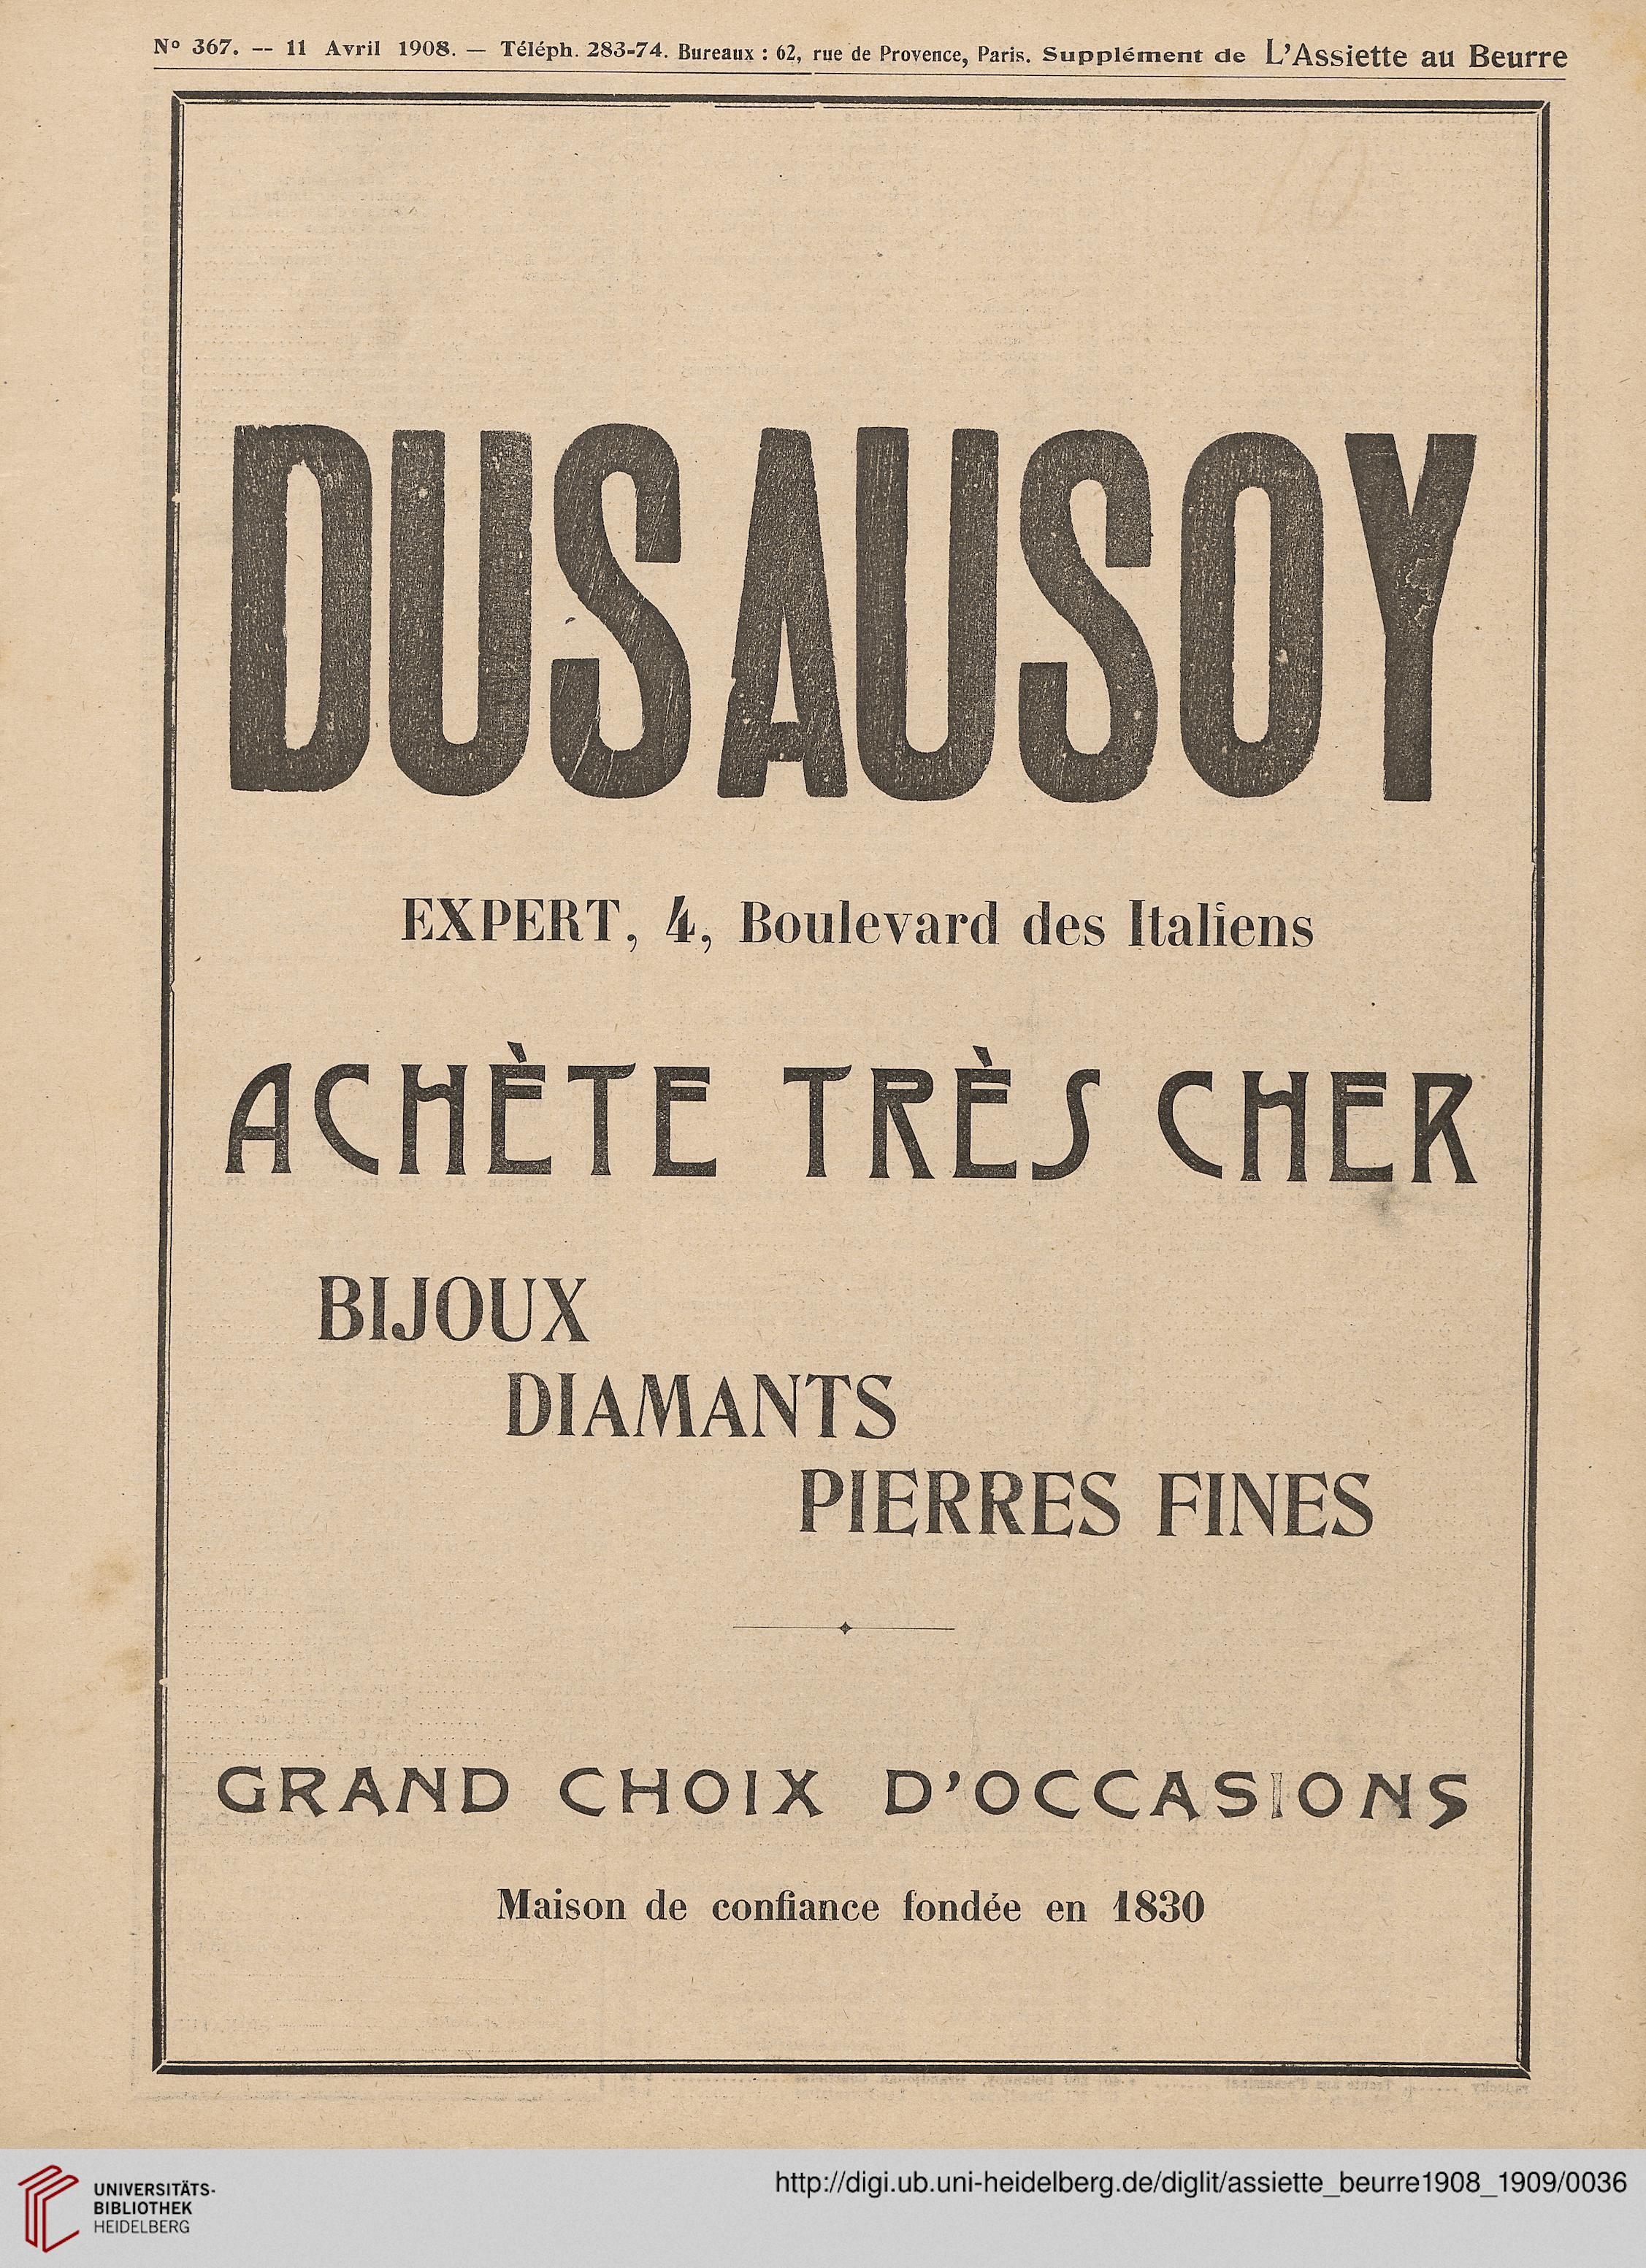 Nº 367. -- 11 Avril 1908. — Téléph. 283-74. Bureaux : 62, rue de Provence, Paris. Supplément de L'Assiette au Beurre
DUSAUSOY
EXPERT, 4, Boulevard des Italiens
ACHÈTE TRÈS CHER
BIJOUX
DIAMANTS
PIERRES FINES
GRAND CHOIX D'OCCASIONS
Maison de confiance fondée en 1830
UNIVERSITÄTS-
BIBLIOTHEK
HEIDELBERG
http://digi.ub.uni-heidelberg.de/diglit/assiette_beurre1908_1909/0036